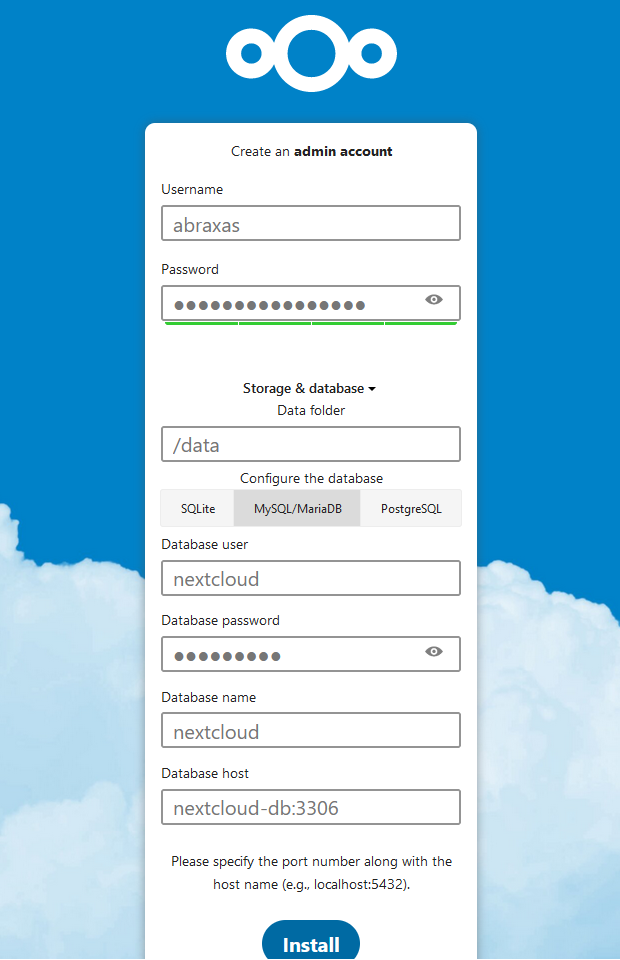 Create an admin account
Username
abraxas
Password
●●●●●●●●●●●●●●●●
Storage & database
Data folder
/data
Configure the database
SQLite MySQL/MariaDB PostgreSQL
Database user
nextcloud
Database password
●●●●●●●●●
Database name
nextcloud
Database host
nextcloud-db:3306
Please specify the port number along with the
host name (e.g., localhost:5432).
Install